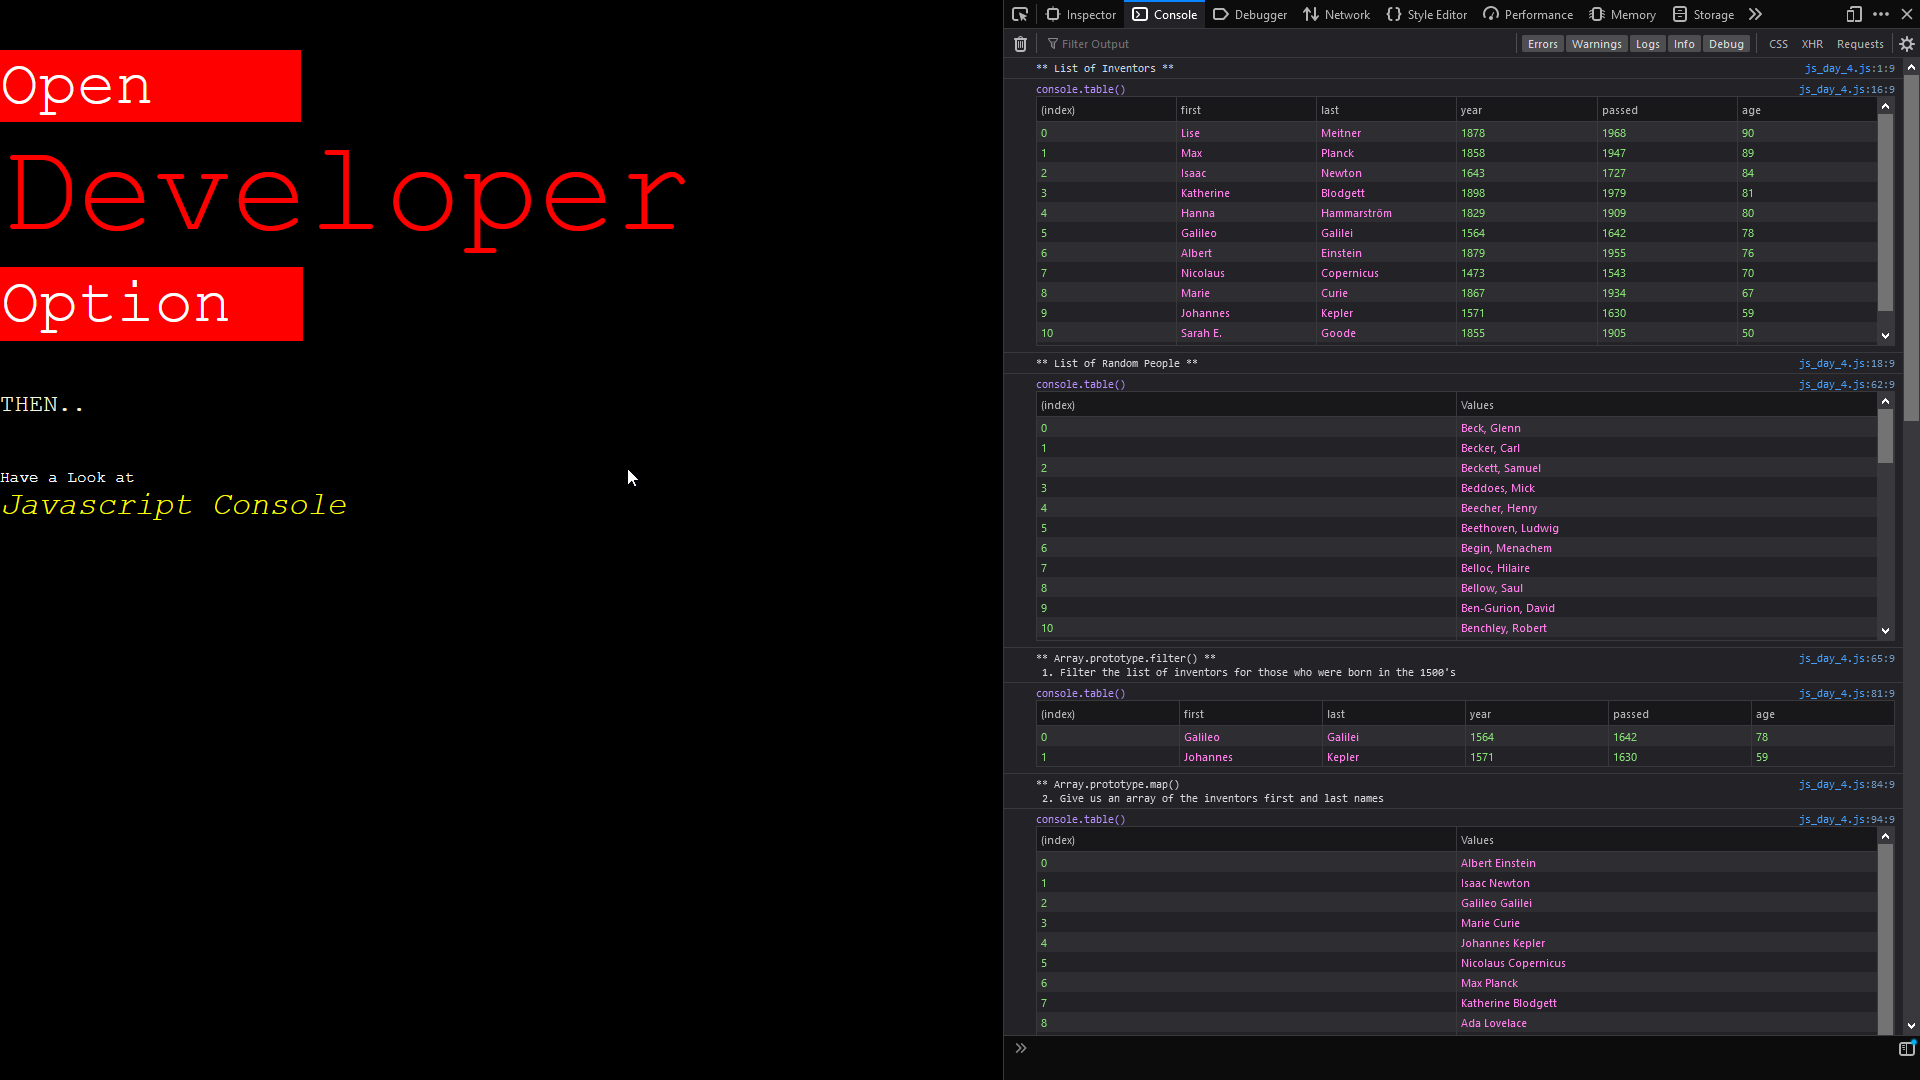 Open
Developer
Option
THEN..
Have a Look at
Javascript Console
Inspector Console Debugger Network Style Editor Performance Memory Storage
Filter Output Errors Warnings Logs Info Debug CSS XHR Requests
** List of Inventors ** js_day_4.js:1:9
console.table() js_day_4.js:16:9
(index) first last year passed age
0 Lise Meitner 1878 1968 90
1 Max Planck 1858 1947 89
2 Isaac Newton 1643 1727 84
3 Katherine Blodgett 1898 1979 81
4 Hanna Hammarström 1829 1909 80
5 Galileo Galilei 1564 1642 78
6 Albert Einstein 1879 1955 76
7 Nicolaus Copernicus 1473 1543 70
8 Marie Curie 1867 1934 67
9 Johannes Kepler 1571 1630 59
10 Sarah E. Goode 1855 1905 50
** List of Random People ** js_day_4.js:18:9
console.table() js_day_4.js:62:9
(index) Values
0 Beck, Glenn
1 Becker, Carl
2 Beckett, Samuel
3 Beddoes, Mick
4 Beecher, Henry
5 Beethoven, Ludwig
6 Begin, Menachem
7 Belloc, Hilaire
8 Bellow, Saul
9 Ben-Gurion, David
10 Benchley, Robert
** Array.prototype.filter() ** js_day_4.js:65:9
1. Filter the list of inventors for those who were born in the 1500's
console.table() js_day_4.js:81:9
(index) first last year passed age
0 Galileo Galilei 1564 1642 78
1 Johannes Kepler 1571 1630 59
** Array.prototype.map() js_day_4.js:84:9
2. Give us an array of the inventors first and last names
console.table() js_day_4.js:94:9
(index) Values
0 Albert Einstein
1 Isaac Newton
2 Galileo Galilei
3 Marie Curie
4 Johannes Kepler
5 Nicolaus Copernicus
6 Max Planck
7 Katherine Blodgett
8 Ada Lovelace